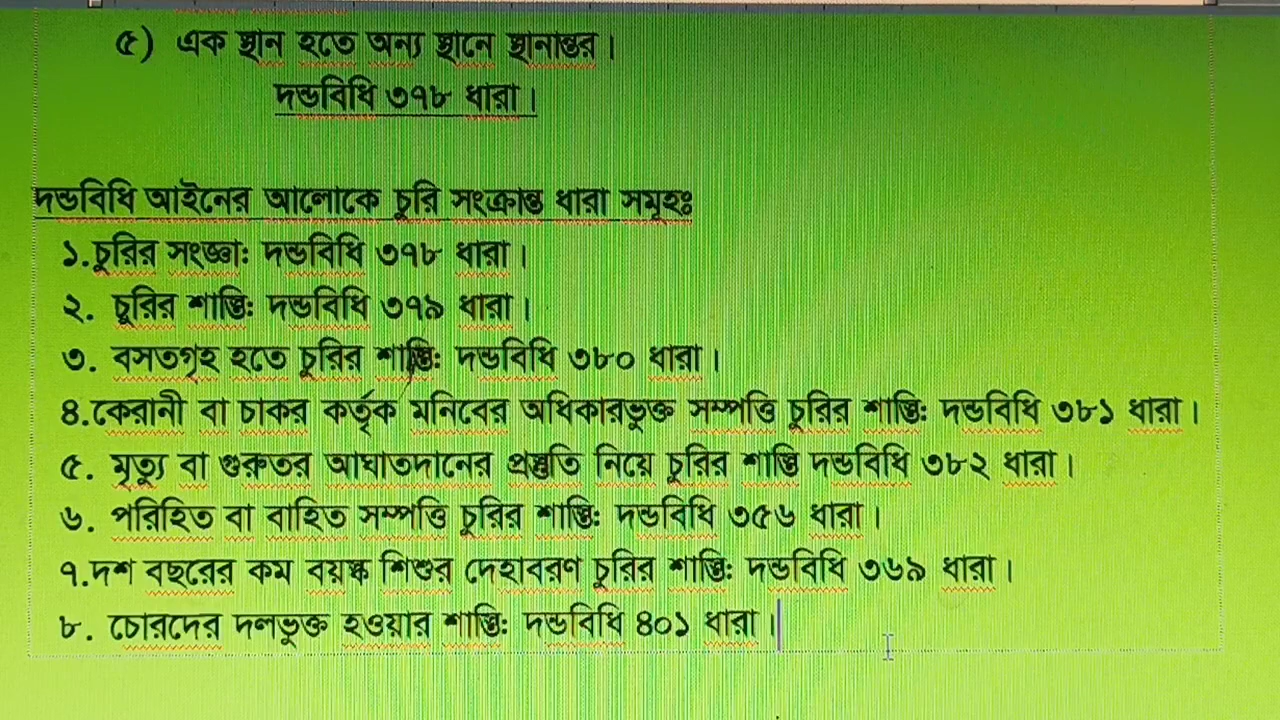 ৫) এক স্থান হতে অন্য স্থানে স্থানান্তর।
দন্ডবিধি ৩৭৮ ধারা।
দন্ডবিধি আইনের আলোকে চুরি সংক্রান্ত ধারা সমূহঃ
১.চুরির সংজ্ঞা: দন্ডবিধি ৩৭৮ ধারা।
২. চুরির শাস্তি: দন্ডবিধি ৩৭৯ ধারা।
৩. বসতগৃহ হতে চুরির শাস্তি: দন্ডবিধি ৩৮০ ধারা।
৪.কেরানী বা চাকর কর্তৃক মনিবের অধিকারভুক্ত সম্পত্তি চুরির শাস্তি: দন্ডবিধি ৩৮১ ধারা।
৫. মৃত্যু বা গুরুতর আঘাতদানের প্রস্তুতি নিয়ে চুরির শাস্তি দন্ডবিধি ৩৮২ ধারা।
৬. পরিহিত বা বাহিত সম্পত্তি চুরির শাস্তি: দন্ডবিধি ৩৫৬ ধারা।
৭.দশ বছরের কম বয়স্ক শিশুর দেহাবরণ চুরির শাস্তি: দন্ডবিধি ৩৬৯ ধারা।
৮. চোরদের দলভুক্ত হওয়ার শাস্তি: দন্ডবিধি ৪০১ ধারা।